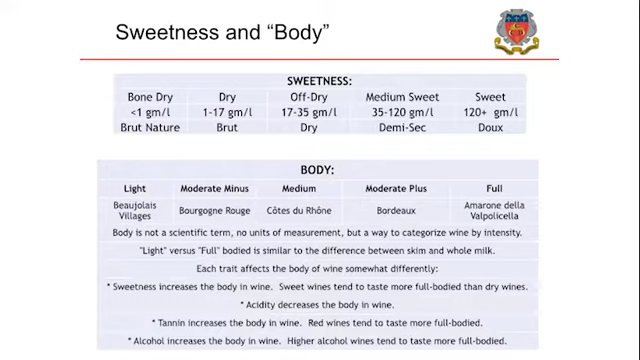 Sweetness and "Body"
SWEETNESS:
Bone Dry Dry Off-Dry Medium Sweet Sweet
<1 gm/l 1-17 gm/l 17-35 gm/l 35-120 gm/l 120+ gm/l
Brut Nature Brut Dry Demi-Sec Doux
BODY:
Light Moderate Minus Medium Moderate Plus Full
Beaujolais Villages Bourgogne Rouge Côtes du Rhône Bordeaux Amarone della Valpolicella
Body is not a scientific term, no units of measurement, but a way to categorize wine by intensity.
"Light" versus "Full" bodied is similar to the difference between skim and whole milk.
Each trait affects the body of wine somewhat differently:
* Sweetness increases the body in wine. Sweet wines tend to taste more full-bodied than dry wines.
* Acidity decreases the body in wine.
* Tannin increases the body in wine. Red wines tend to taste more full-bodied.
* Alcohol increases the body in wine. Higher alcohol wines tend to taste more full-bodied.